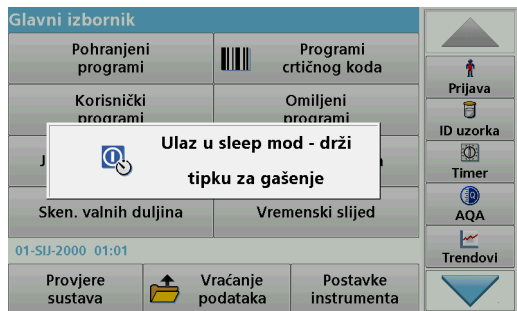 Glavni izbornik
Pohranjeni
programi
Programi
crtičnog koda
Korisnički
programi
Omiljeni
programi
Ulaz u sleep mod - drži
tipku za gašenje
Sken. valnih duljina
Vremenski slijed
01-SIJ-2000 01:01
Provjere
sustava
Vraćanje
podataka
Postavke
instrumenta
Prijava
ID uzorka
Timer
AQA
Trendovi